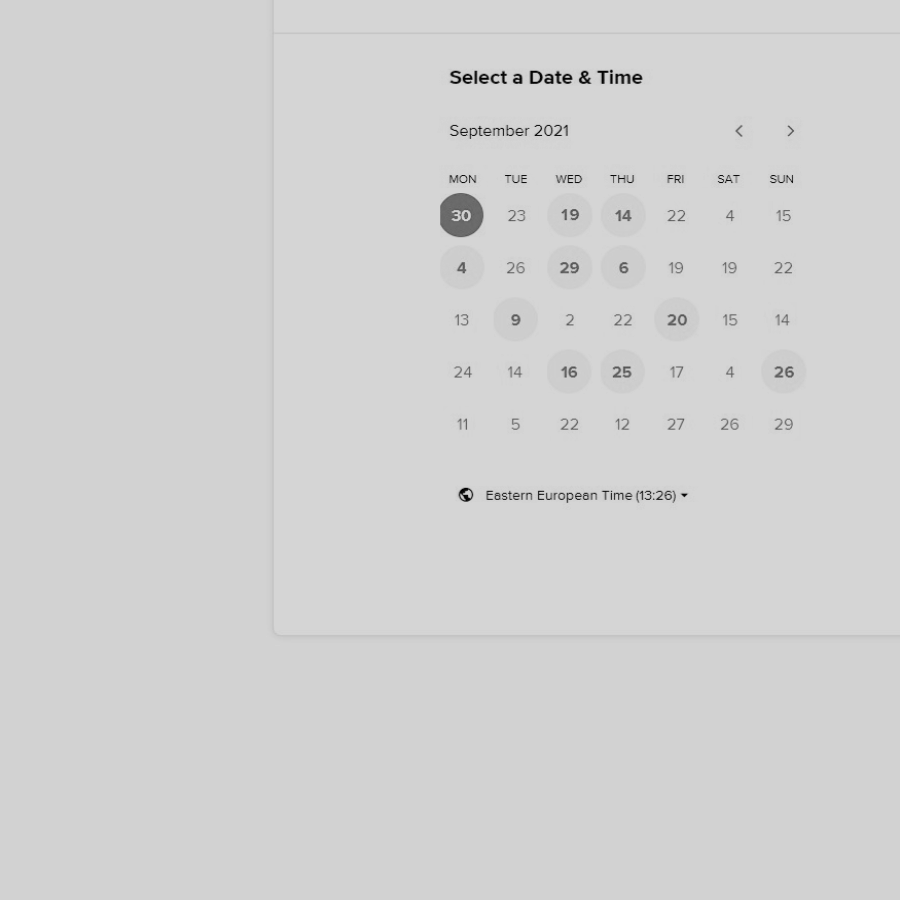 Select a Date & Time
September 2021
MON TUE WED THU FRI SAT SUN
30 23 19 14 22 4 15
4 26 29 6 19 19 22
13 9 2 22 20 15 14
24 14 16 25 17 4 26
11 5 22 12 27 26 29
Eastern European Time (13:26)